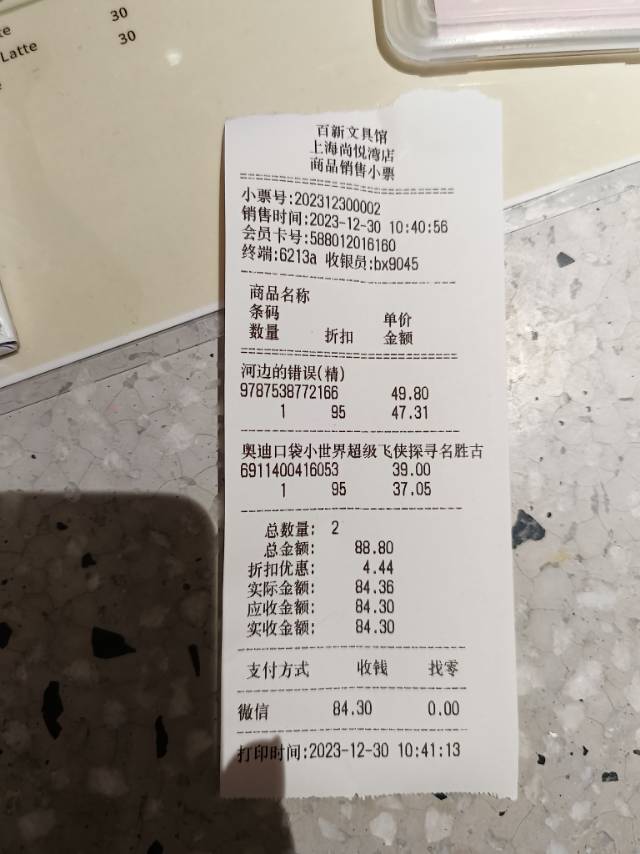 30
Latte 30
百新文具馆
上海尚悦湾店
商品销售小票
小票号:202312300002
销售时间:2023-12-30 10:40:56
会员卡号:588012016160
终端:6213a 收银员:bx9045
商品名称
条码 单价
数量 折扣 金额
河边的错误(精)
9787538772166 49.80
1 95 47.31
奥迪口袋小世界超级飞侠探寻名胜古
6911400416053 39.00
1 95 37.05
总数量: 2
总金额: 88.80
折扣优惠: 4.44
实际金额: 84.36
应收金额: 84.30
实收金额: 84.30
支付方式 收钱 找零
微信 84.30 0.00
打印时间:2023-12-30 10:41:13